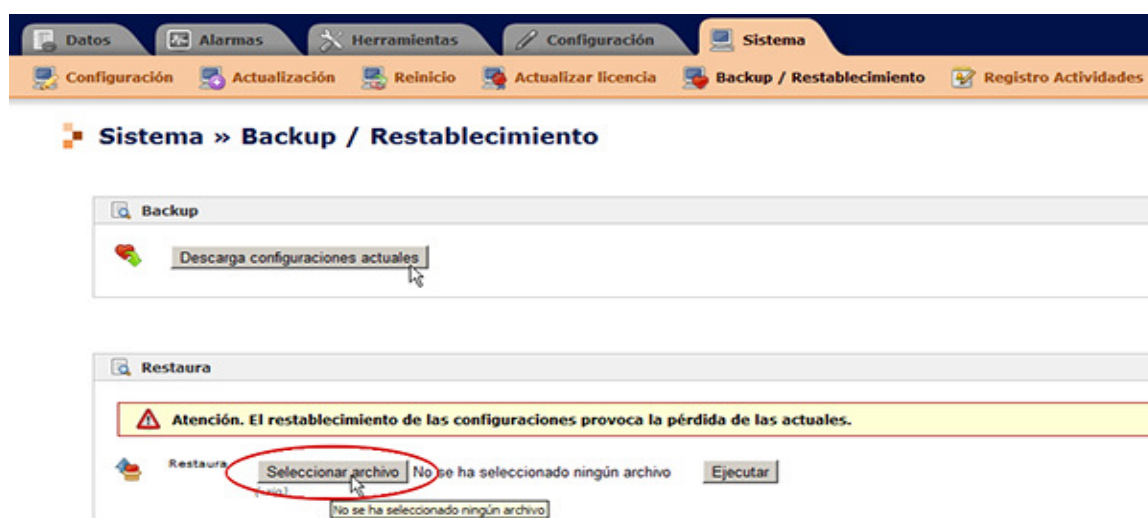 Datos Alarmas Herramientas Configuración Sistema
Configuración Actualización Reinicio Actualizar licencia Backup / Restablecimiento Registro Actividades
Sistema » Backup / Restablecimiento
Backup
Descarga configuraciones actuales
Restaura
Atención. El restablecimiento de las configuraciones provoca la pérdida de las actuales.
Restaura Seleccionar archivo No se ha seleccionado ningún archivo Ejecutar
No se ha seleccionado ningún archivo